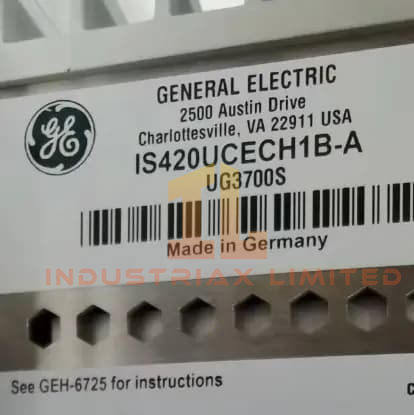 GENERAL ELECTRIC
2500 Austin Drive
Charlottesville, VA 22911 USA
IS420UCECH1B-A
UG3700S
Made in Germany
INDUSTRIAX LIMITED
See GEH-6725 for instructions